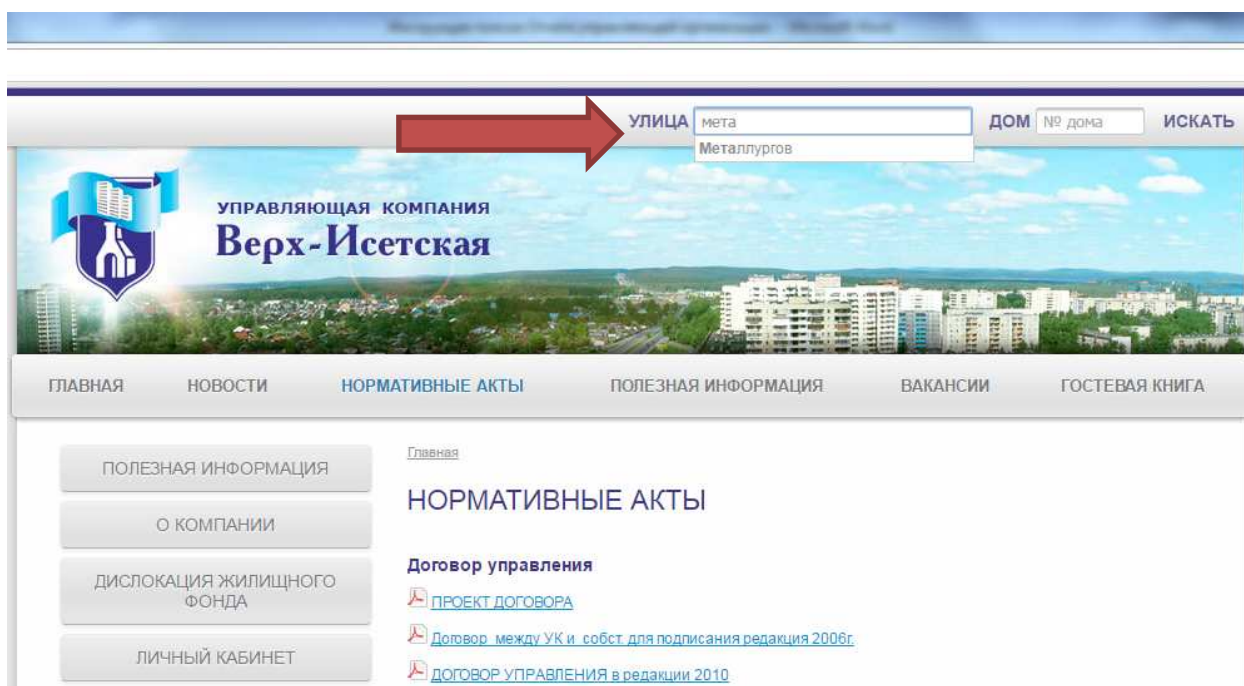 УЛИЦА мета ДОМ № дома ИСКАТЬ
Металлургов
УПРАВЛЯЮЩАЯ КОМПАНИЯ
Верх-Исетская
ГЛАВНАЯ НОВОСТИ НОРМАТИВНЫЕ АКТЫ ПОЛЕЗНАЯ ИНФОРМАЦИЯ ВАКАНСИИ ГОСТЕВАЯ КНИГА
ПОЛЕЗНАЯ ИНФОРМАЦИЯ
О КОМПАНИИ
ДИСЛОКАЦИЯ ЖИЛИЩНОГО
ФОНДА
ЛИЧНЫЙ КАБИНЕТ
Главная
НОРМАТИВНЫЕ АКТЫ
Договор управления
ПРОЕКТ ДОГОВОРА
Договор между УК и собст. для подписания редакция 2006г.
ДОГОВОР УПРАВЛЕНИЯ в редакции 2010